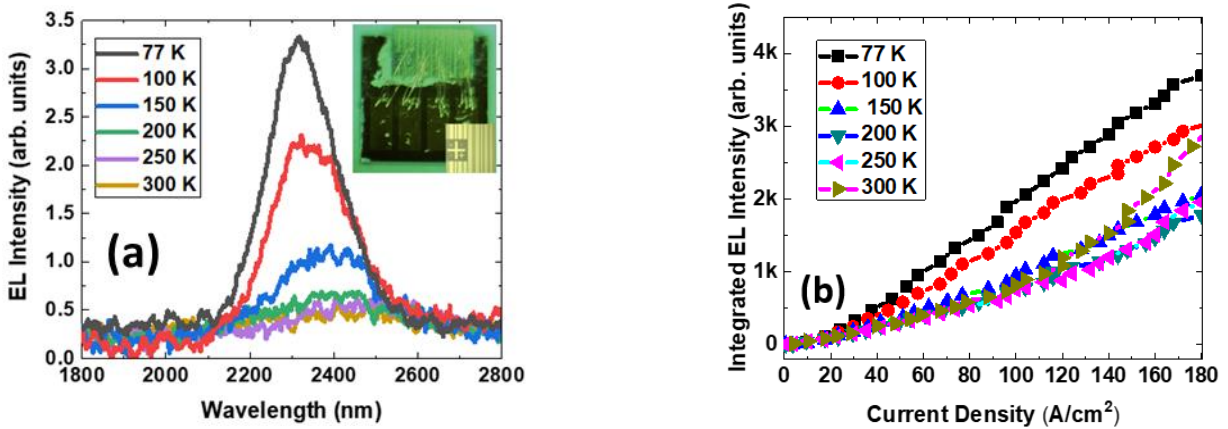 EL Intensity (arb. units)
3.5
3.0
2.5
2.0
1.5
1.0
0.5
0.0
77 K
100 K
150 K
200 K
250 K
300 K
(a)
1800 2000 2200 2400 2600 2800
Wavelength (nm)
Integrated EL Intensity (arb. units)
4k
3k
2k
1k
0
77 K
100 K
150 K
200 K
250 K
300 K
(b)
0 20 40 60 80 100 120 140 160 180
Current Density (A/cm²)